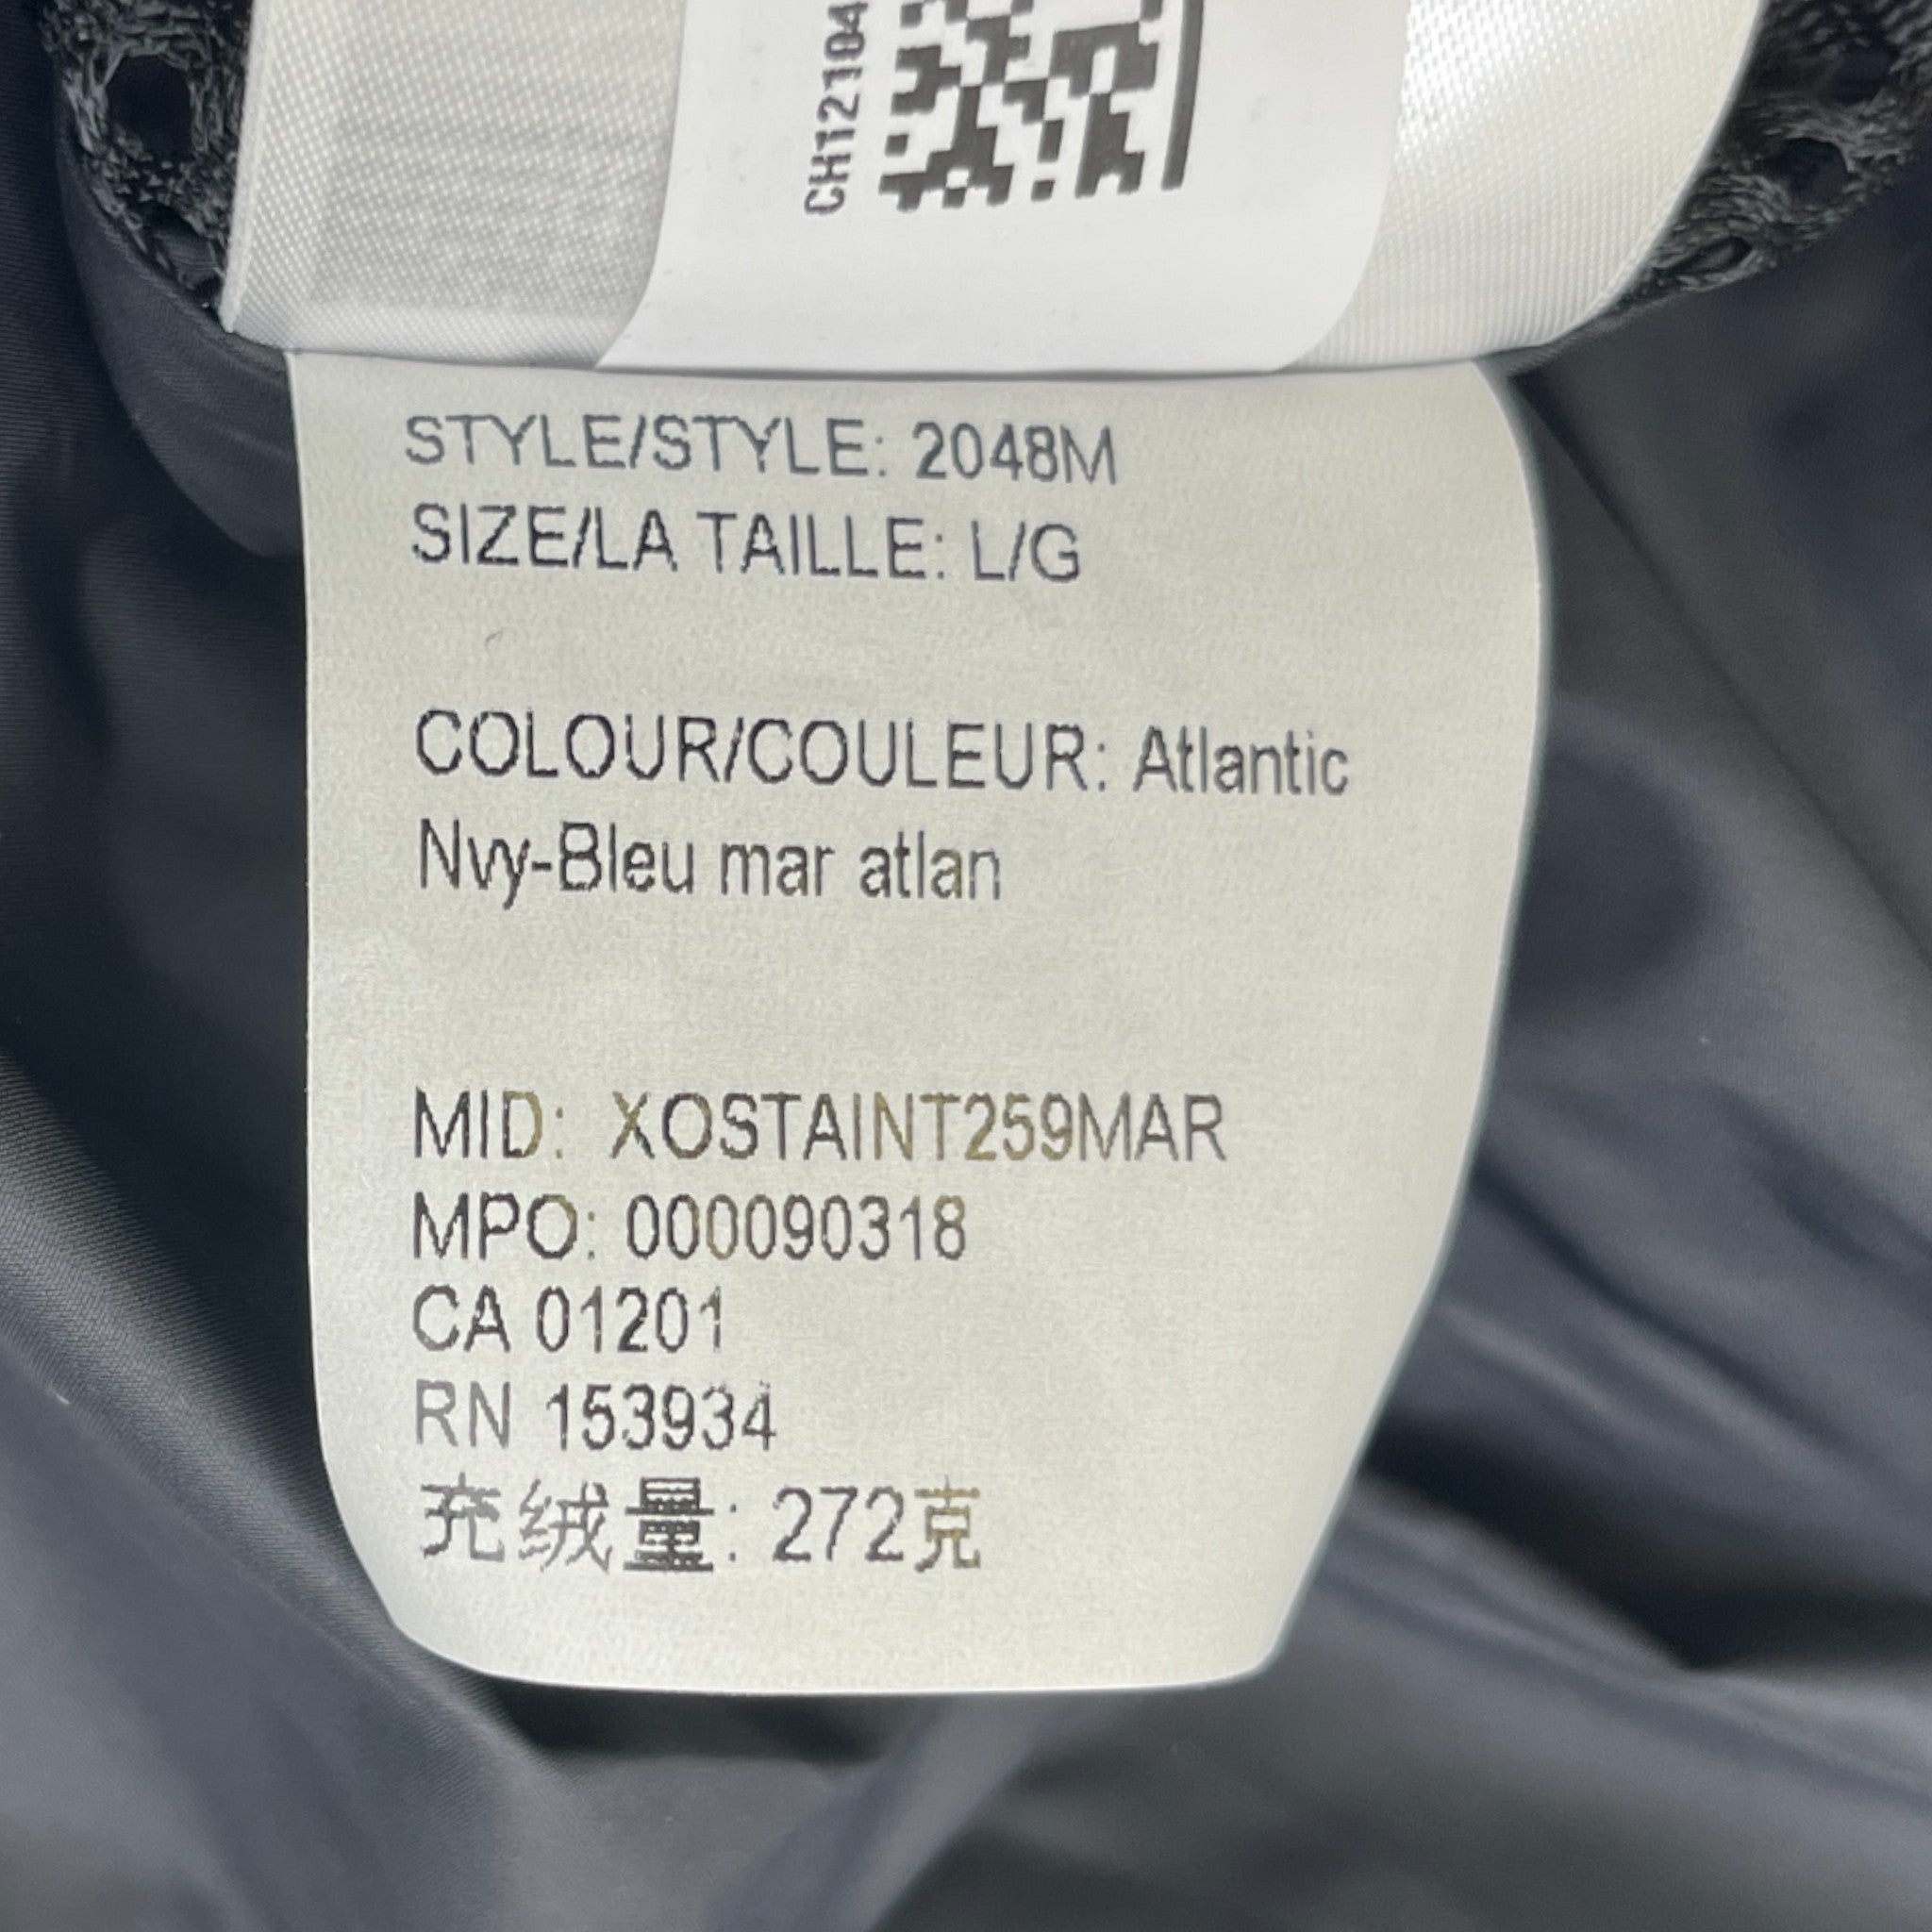 CH12104
STYLE/STYLE: 2048M
SIZE/LA TAILLE: L/G
COLOUR/COULEUR: Atlantic
Nvy-Bleu mar atlan
MID: XOSTAINT259MAR
MPO: 000090318
CA 01201
RN 153934
充绒量: 272克